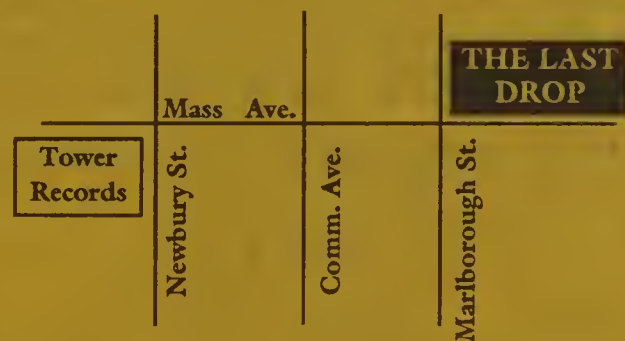 THE LAST
DROP
Mass Ave.
Tower
Records
Newbury St.
Comm. Ave.
Marlborough St.